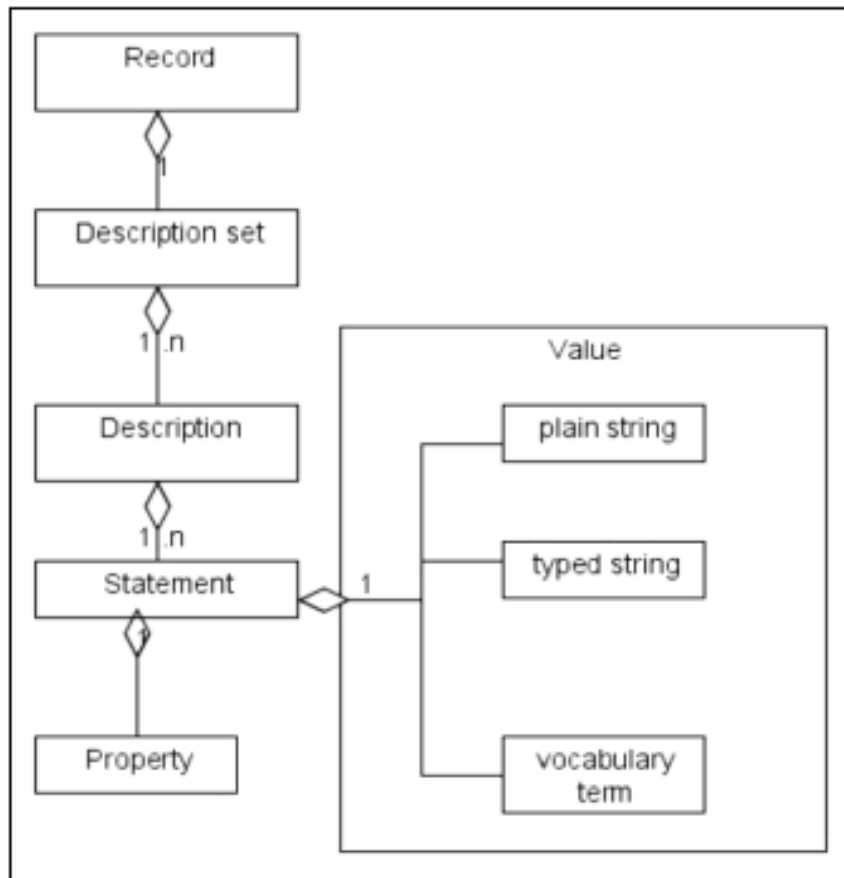 Record
1
Description set
1..n
Value
Description
plain string
1..n
typed string
Statement
1
1
Property
vocabulary
term